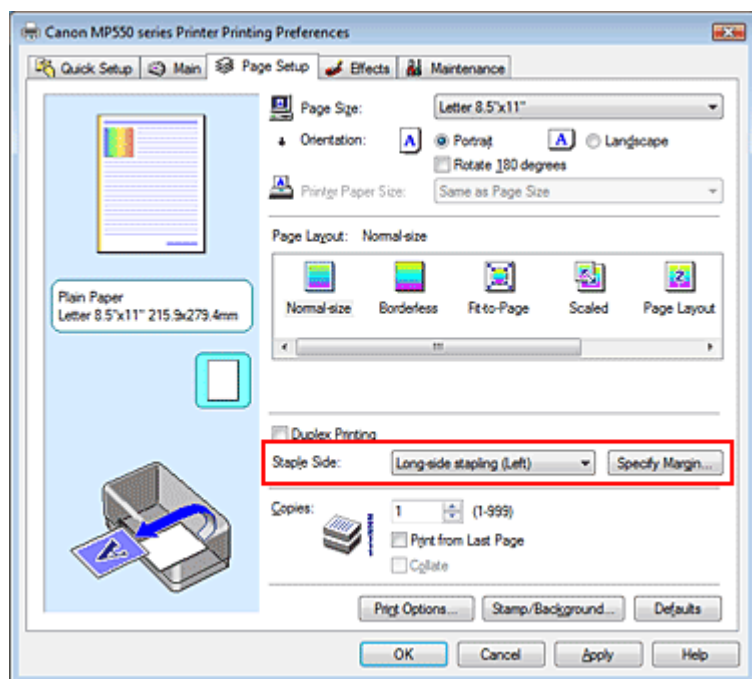 Canon MP550 series Printer Printing Preferences
Quick Setup Main Page Setup Effects Maintenance
Page Size: Letter 8.5"x11"
Orientation: A Portrait A Landscape
Rotate 180 degrees
Printer Paper Size: Same as Page Size
Page Layout: Normal-size
Normal-size Borderless Fit-to-Page Scaled Page Layout
Plain Paper
Letter 8.5"x11" 215.9x279.4mm
Duplex Printing
Staple Side: Long-side stapling (Left) Specify Margin...
Copies: 1 (1-999)
Print from Last Page
Collate
Print Options... Stamp/Background... Defaults
OK Cancel Apply Help